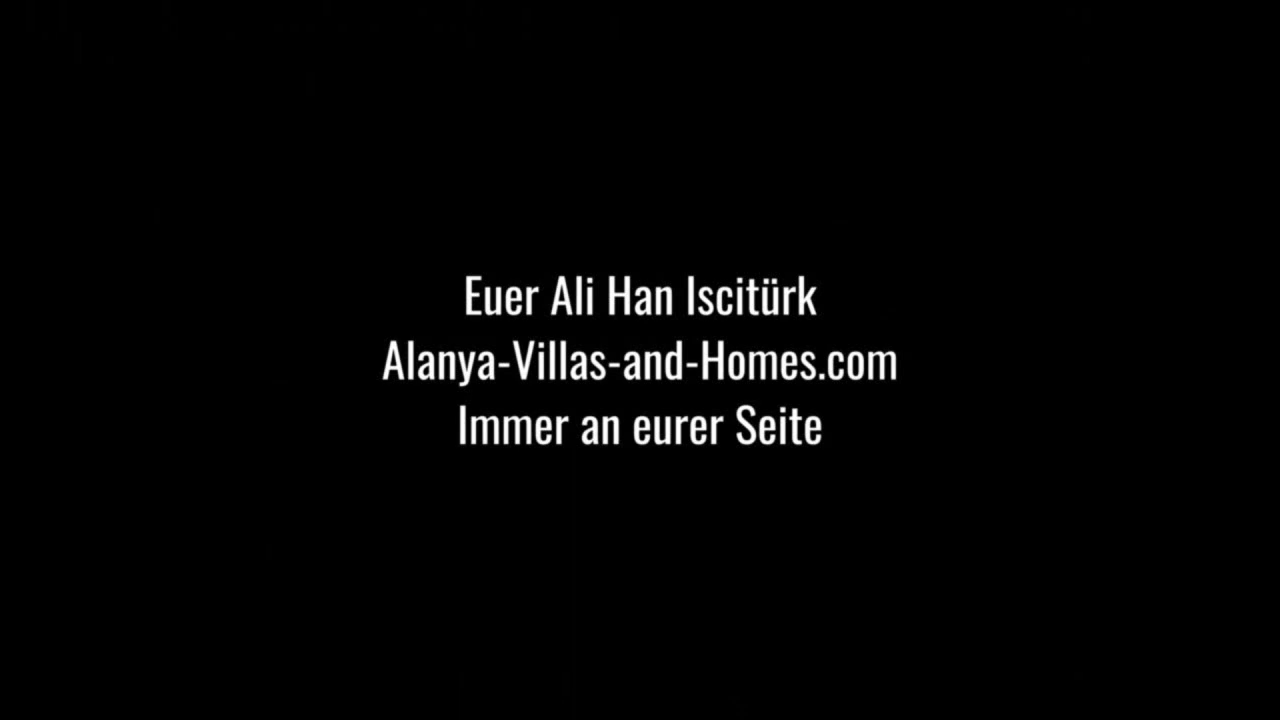 Euer Ali Han Iscitürk
Alanya-Villas-and-Homes.com
Immer an eurer Seite